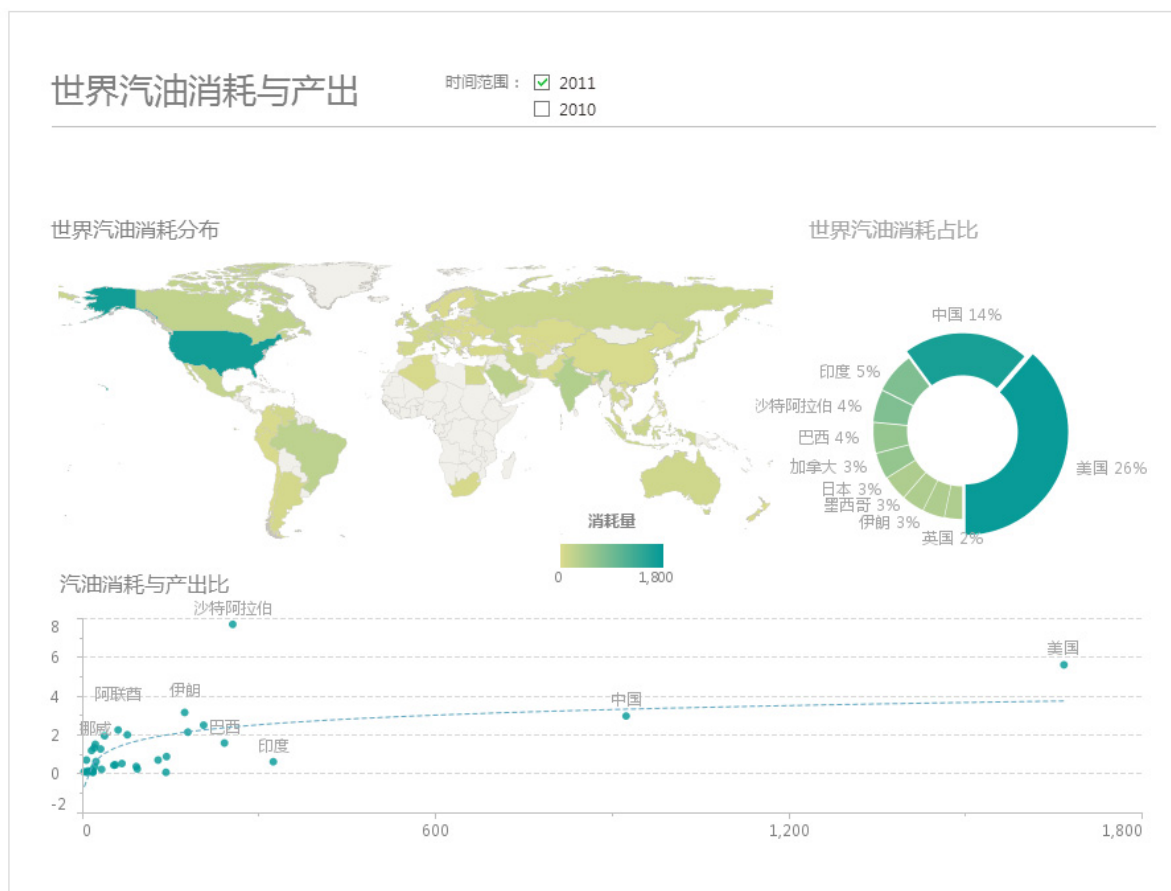 世界汽油消耗与产出
时间范围： 2011
2010
世界汽油消耗分布
世界汽油消耗占比
中国 14%
印度 5%
沙特阿拉伯 4%
巴西 4%
美国 26%
加拿大 3%
日本 3%
墨西哥 3%
伊朗 3%
英国 2%
消耗量
0
1,800
汽油消耗与产出比
沙特阿拉伯
美国
阿联酋
伊朗
中国
挪威
巴西
印度
8
6
4
2
0
-2
0
600
1,200
1,800